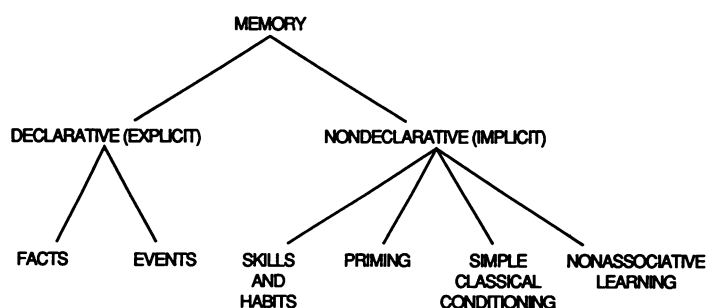 MEMORY
DECLARATIVE (EXPLICIT)
NONDECLARATIVE (IMPLICIT)
FACTS
EVENTS
SKILLS
AND
HABITS
PRIMING
SIMPLE
CLASSICAL
CONDITIONING
NONASSOCIATIVE
LEARNING